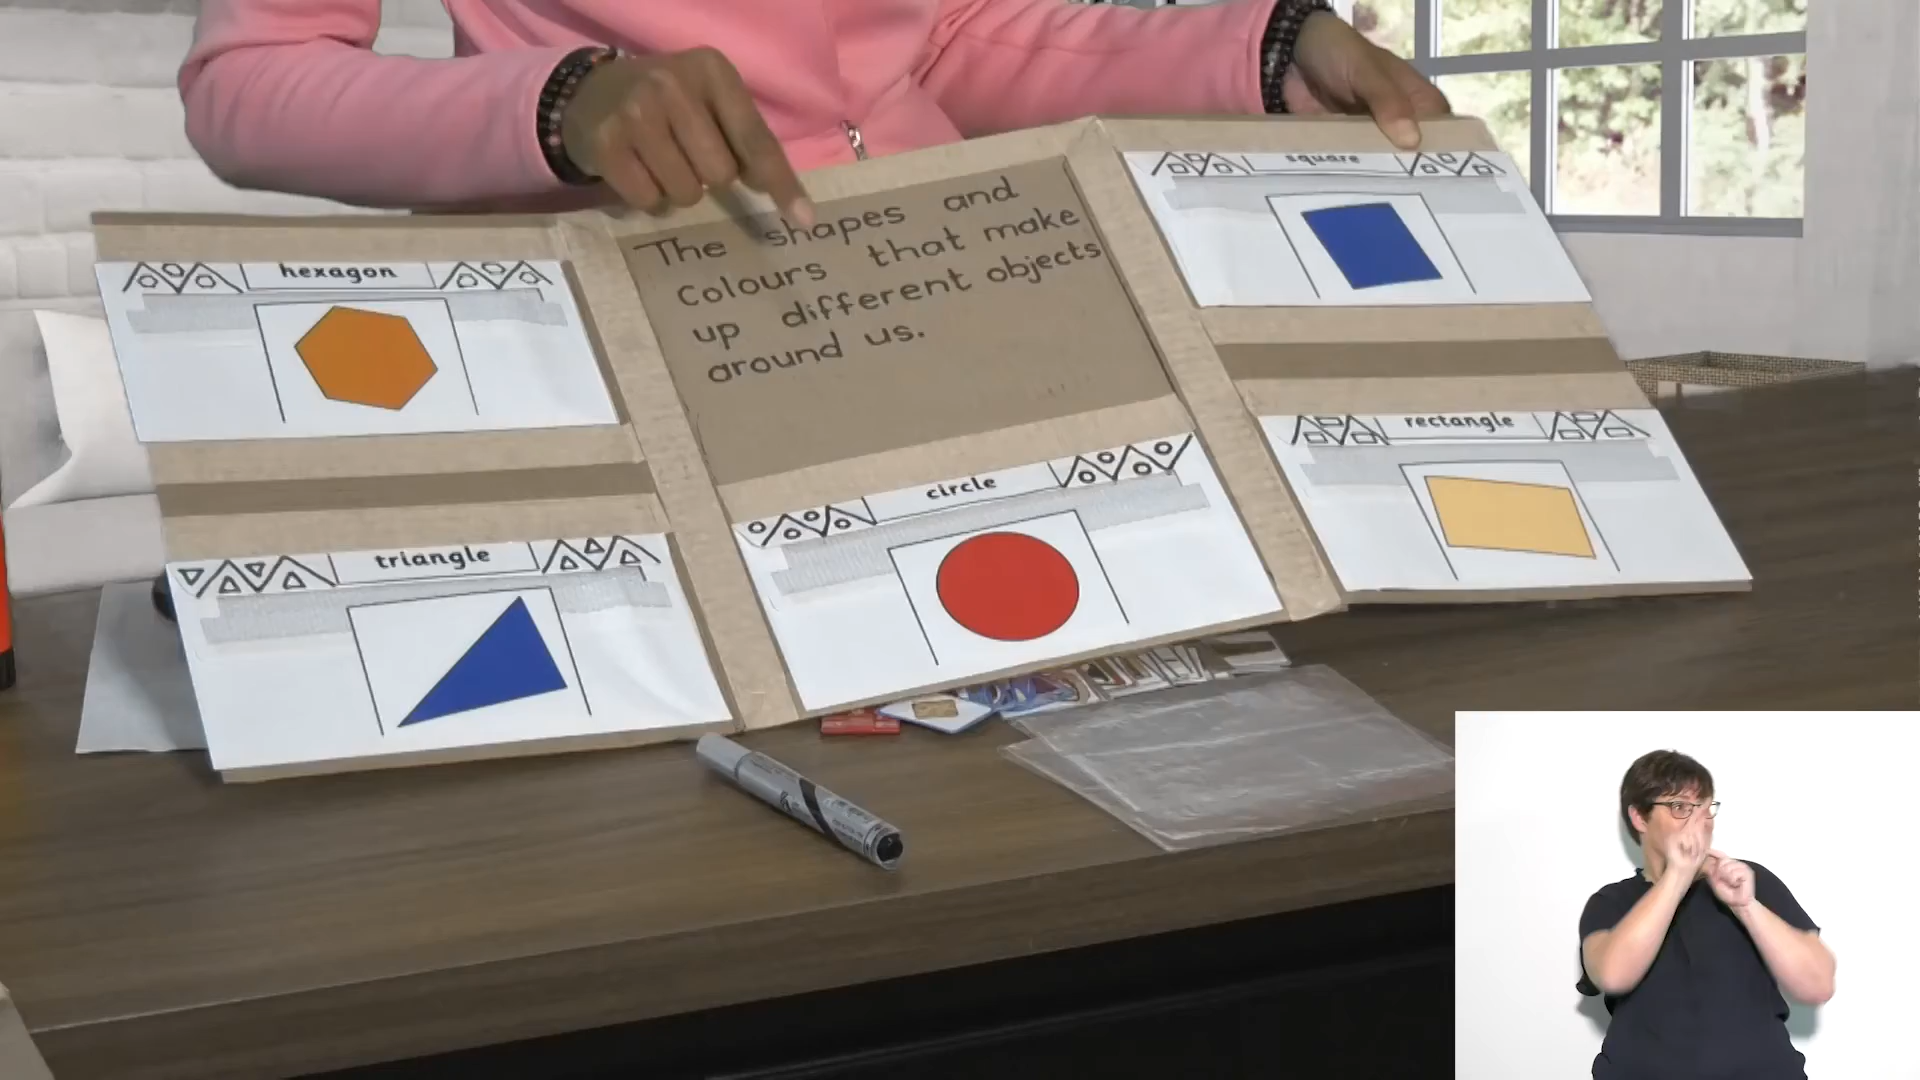 The shapes and
colours that make
up different objects
around us.
hexagon
triangle
circle
square
rectangle